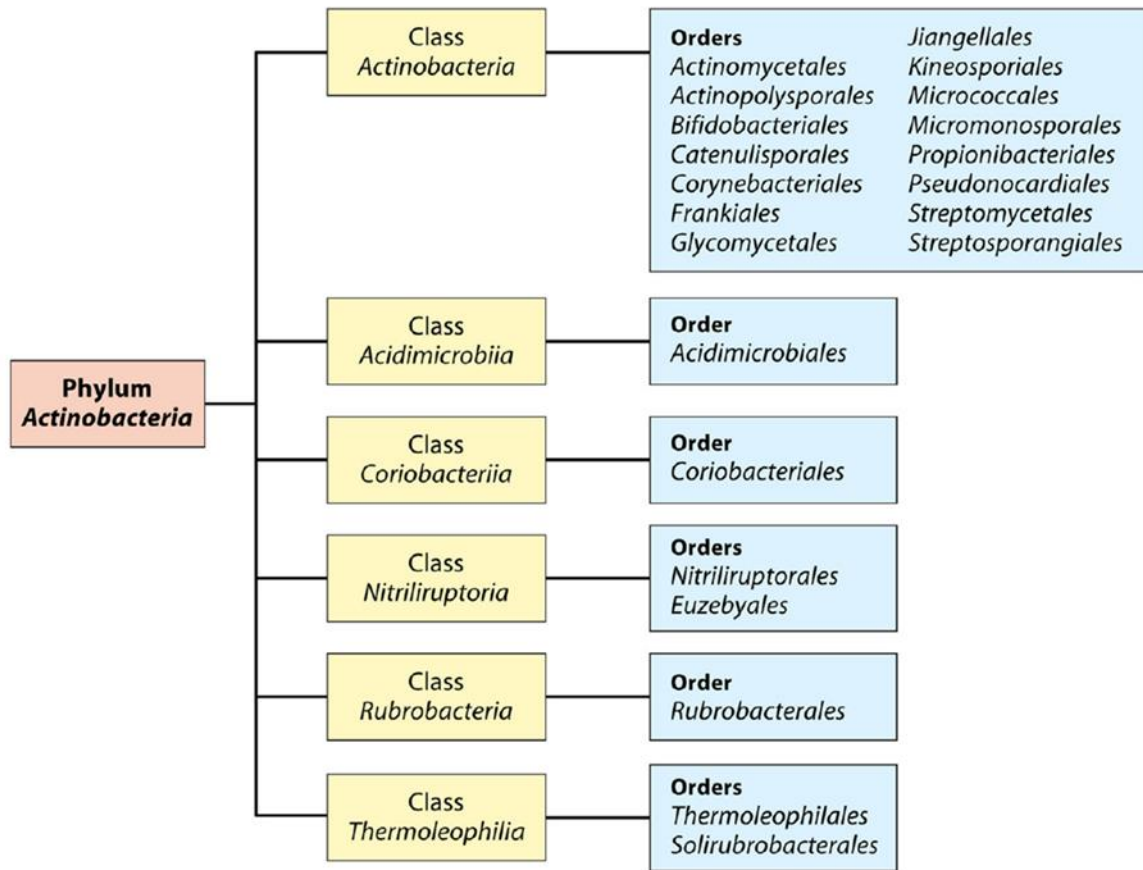 Phylum
Actinobacteria
Class
Actinobacteria
Orders
Actinomycetales
Actinopolysporales
Bifidobacteriales
Catenulisporales
Corynebacteriales
Frankiales
Glycomycetales
Jiangellales
Kineosporiales
Micrococcales
Micromonosporales
Propionibacteriales
Pseudonocardiales
Streptomycetales
Streptosporangiales
Class
Acidimicrobiia
Order
Acidimicrobiales
Class
Coriobacteriia
Order
Coriobacteriales
Class
Nitriliruptoria
Orders
Nitriliruptorales
Euzebyales
Class
Rubrobacteria
Order
Rubrobacterales
Class
Thermoleophilia
Orders
Thermoleophilales
Solirubrobacterales